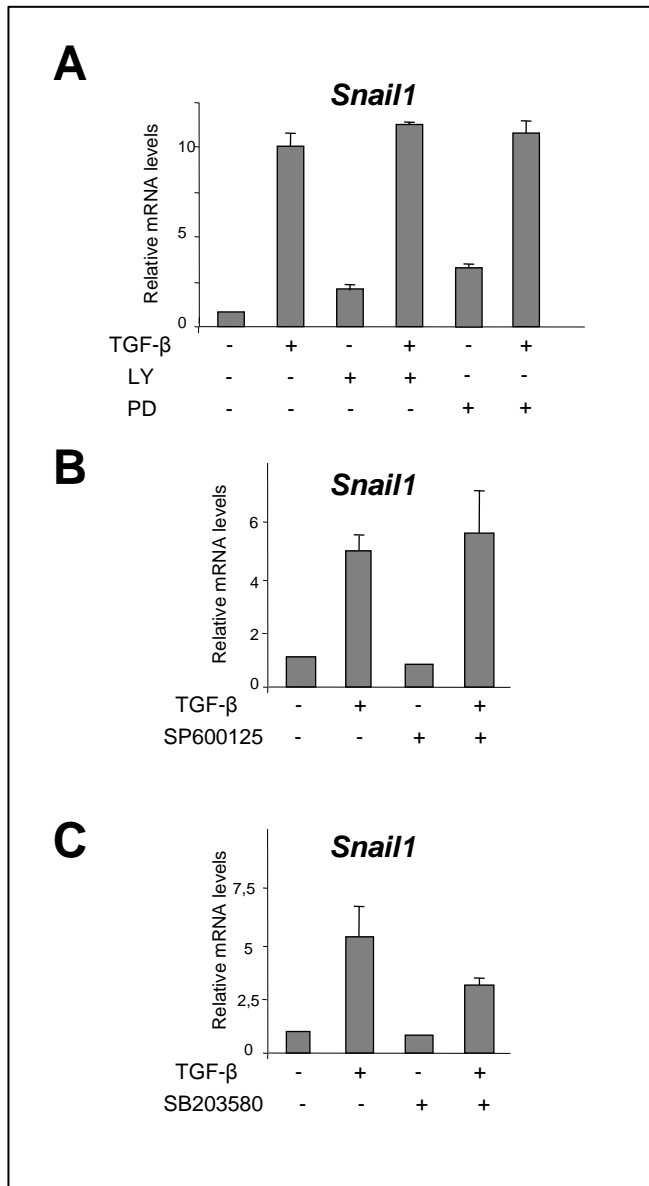 A
Snail1
Relative mRNA levels
10
5
0
TGF-β - + - + - +
LY - - + + - -
PD - - - - + +
B
Snail1
Relative mRNA levels
6
4
2
0
TGF-β - + - +
SP600125 - - + +
C
Snail1
Relative mRNA levels
7,5
5
2,5
0
TGF-β - + - +
SB203580 - - + +